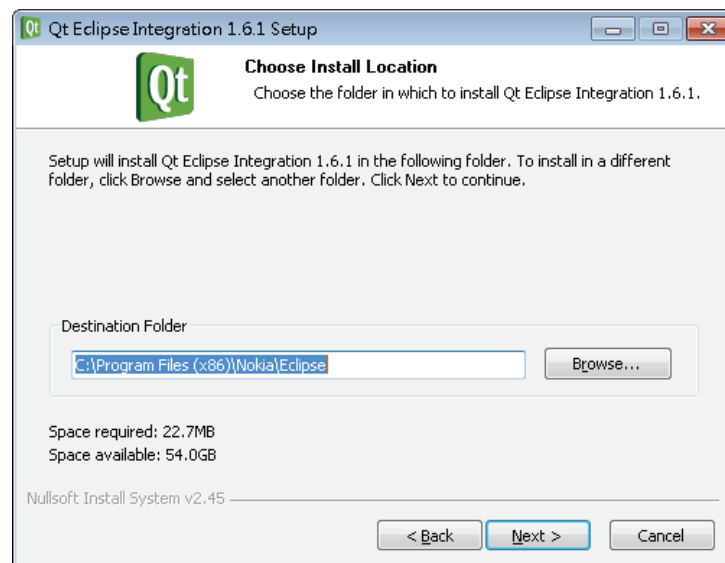 Qt Qt Eclipse Integration 1.6.1 Setup
Qt
Choose Install Location
Choose the folder in which to install Qt Eclipse Integration 1.6.1.
Setup will install Qt Eclipse Integration 1.6.1 in the following folder. To install in a different
folder, click Browse and select another folder. Click Next to continue.
Destination Folder
C:\Program Files (x86)\Nokia\Eclipse
Browse...
Space required: 22.7MB
Space available: 54.0GB
Nullsoft Install System v2.45
< Back Next > Cancel